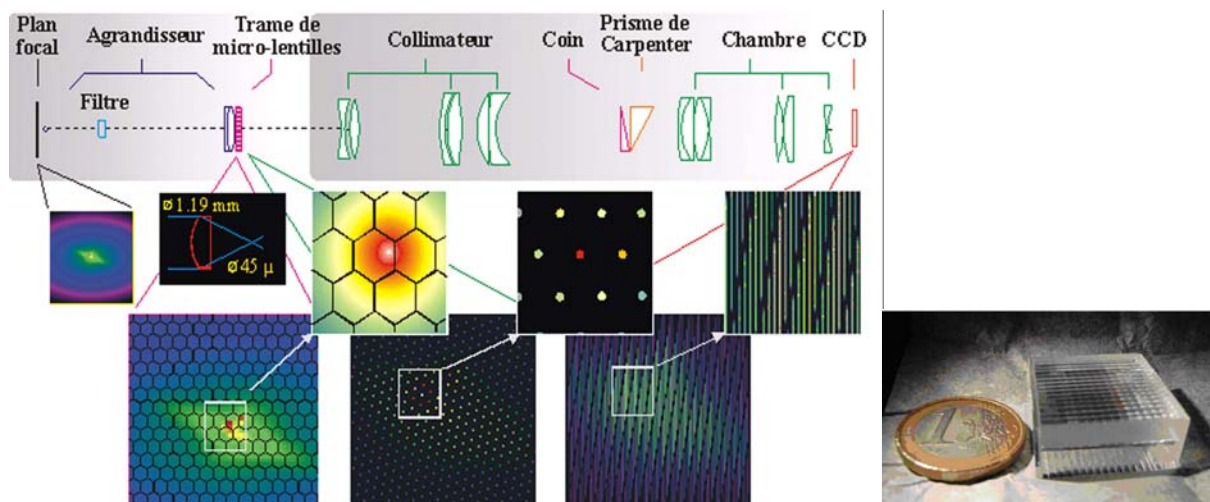 Plan
focal
Agrandisseur
Trame de
micro-lentilles
Collimateur
Coin
Prisme de
Carpenter
Chambre
CCD
Filtre
ø1.19 mm
ø45 µ
1